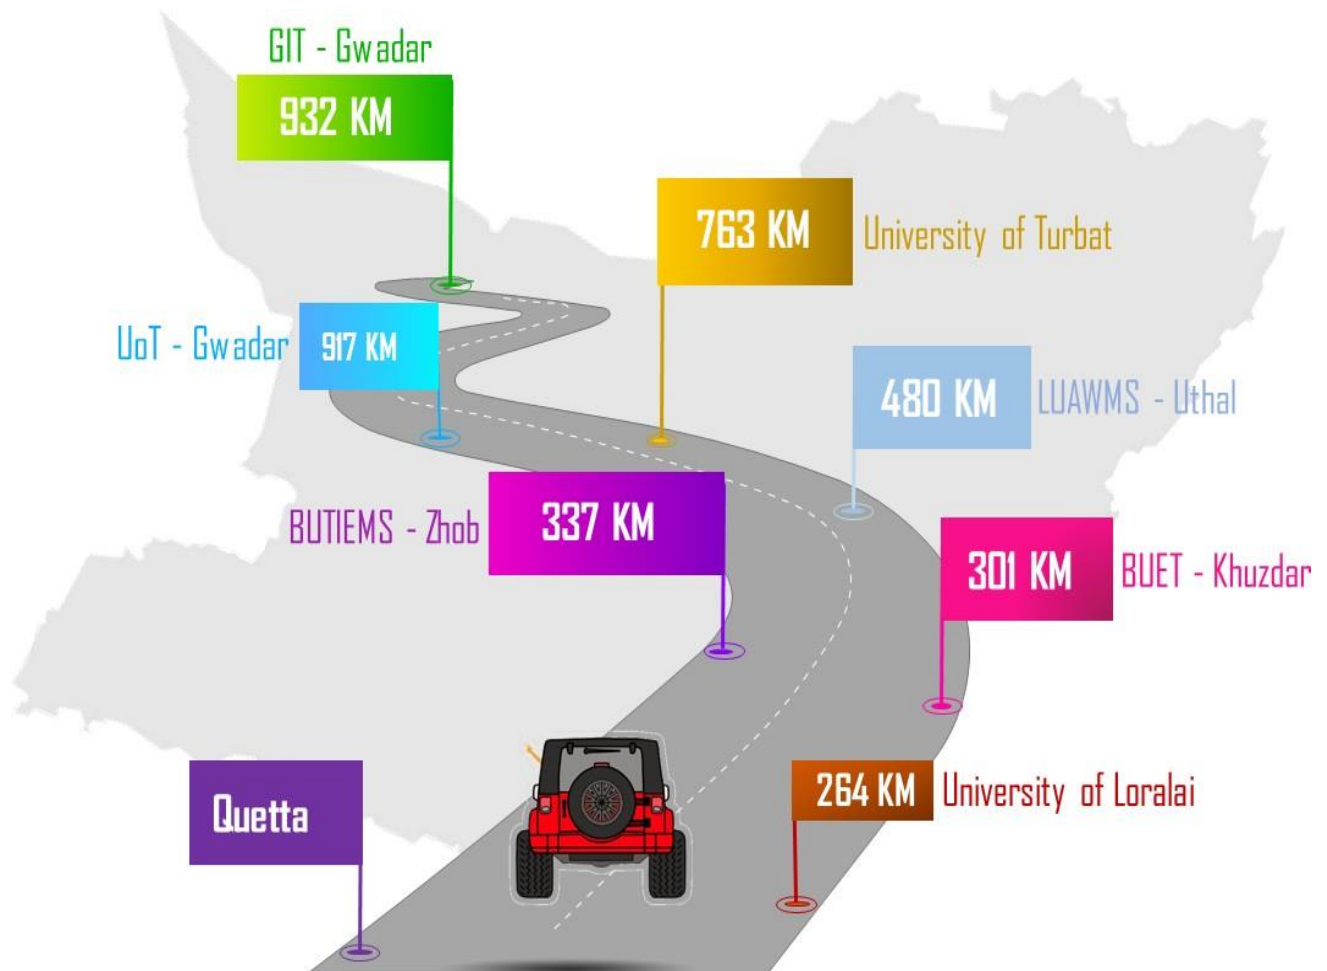 GIT - Gwadar
932 KM
763 KM
University of Turbat
UoT - Gwadar
917 KM
480 KM
LUAWMS - Uthal
BUTIEMS - Zhob
337 KM
301 KM
BUET - Khuzdar
Quetta
264 KM
University of Loralai